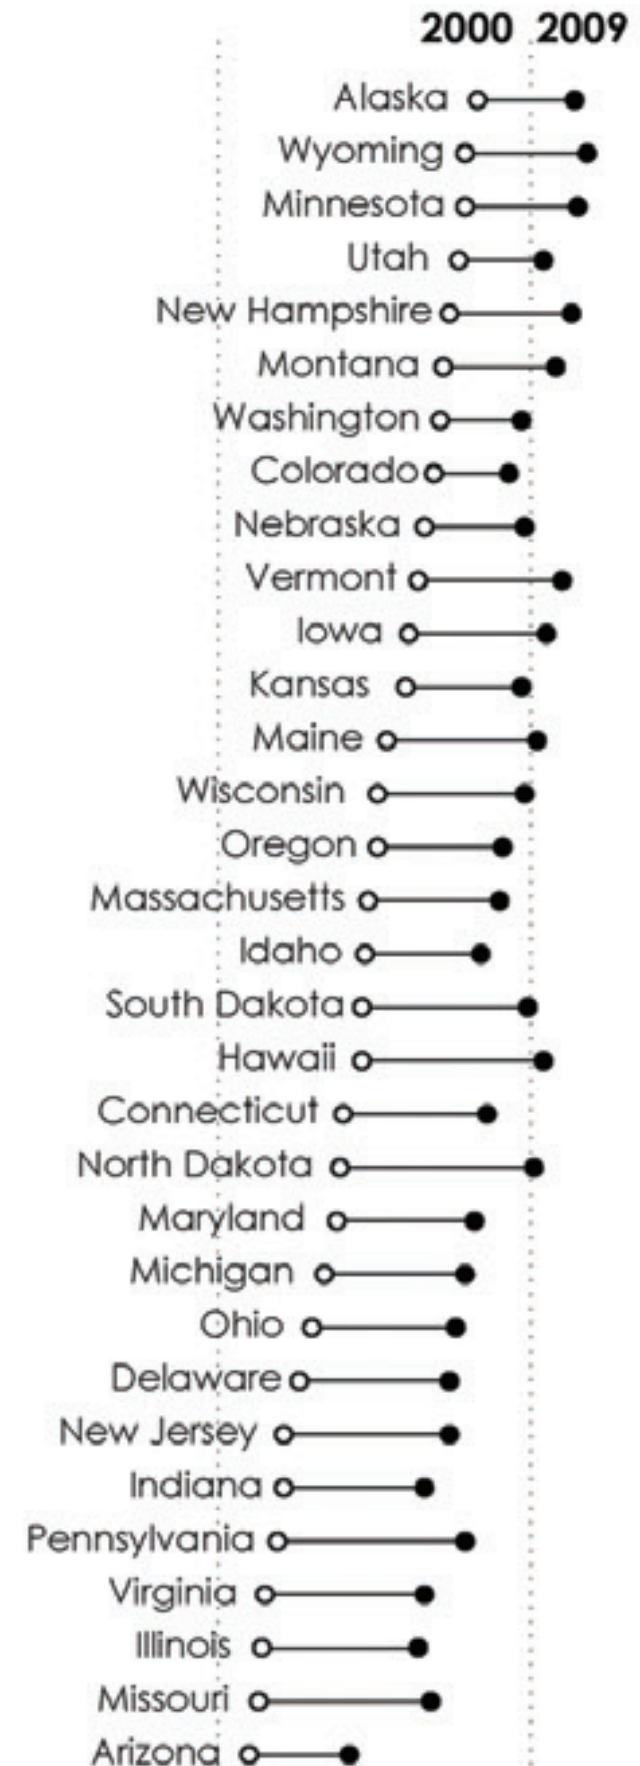 2000 2009
Alaska
Wyoming
Minnesota
Utah
New Hampshire
Montana
Washington
Colorado
Nebraska
Vermont
Iowa
Kansas
Maine
Wisconsin
Oregon
Massachusetts
Idaho
South Dakota
Hawaii
Connecticut
North Dakota
Maryland
Michigan
Ohio
Delaware
New Jersey
Indiana
Pennsylvania
Virginia
Illinois
Missouri
Arizona